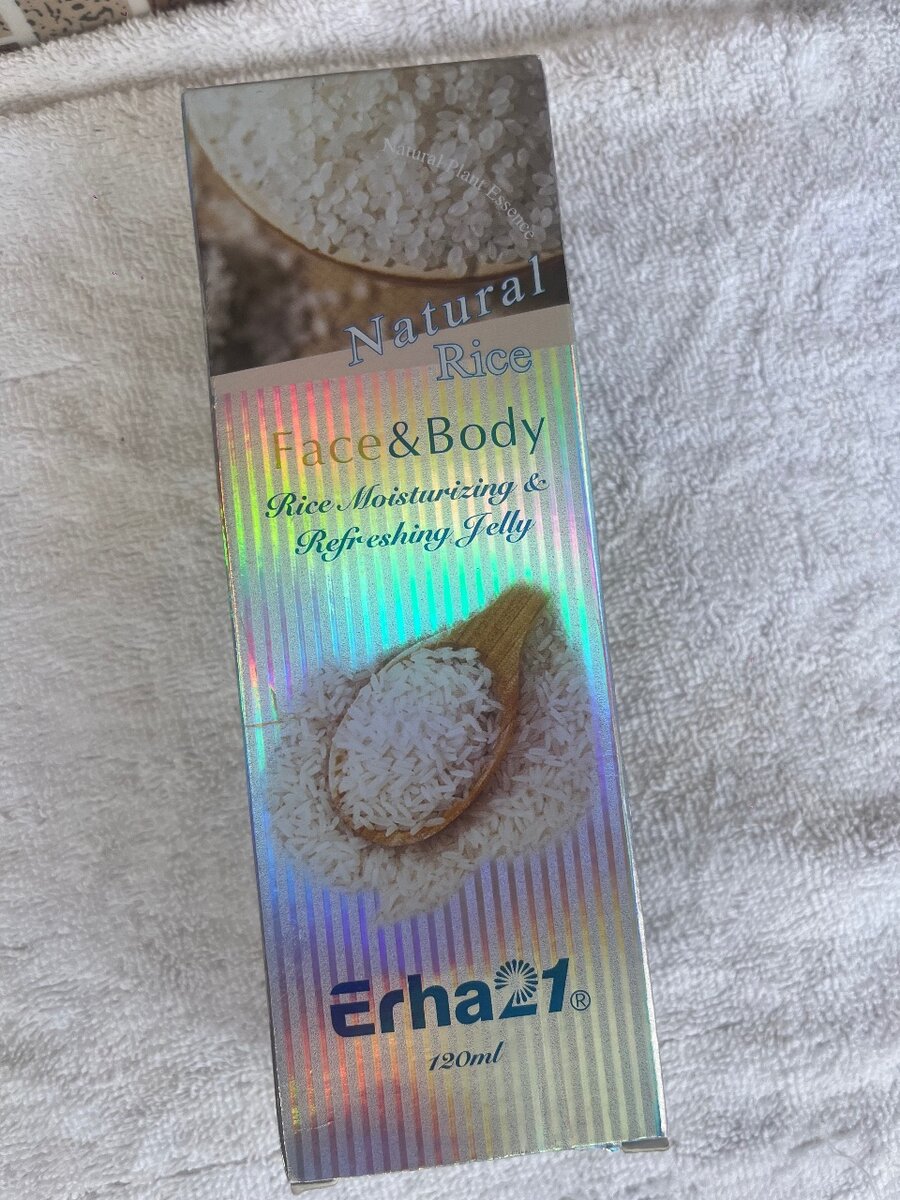 Natural Plant Essence
Natural
Rice
Face&Body
Rice Moisturizing &
Refreshing Jelly
Erha21®
120ml